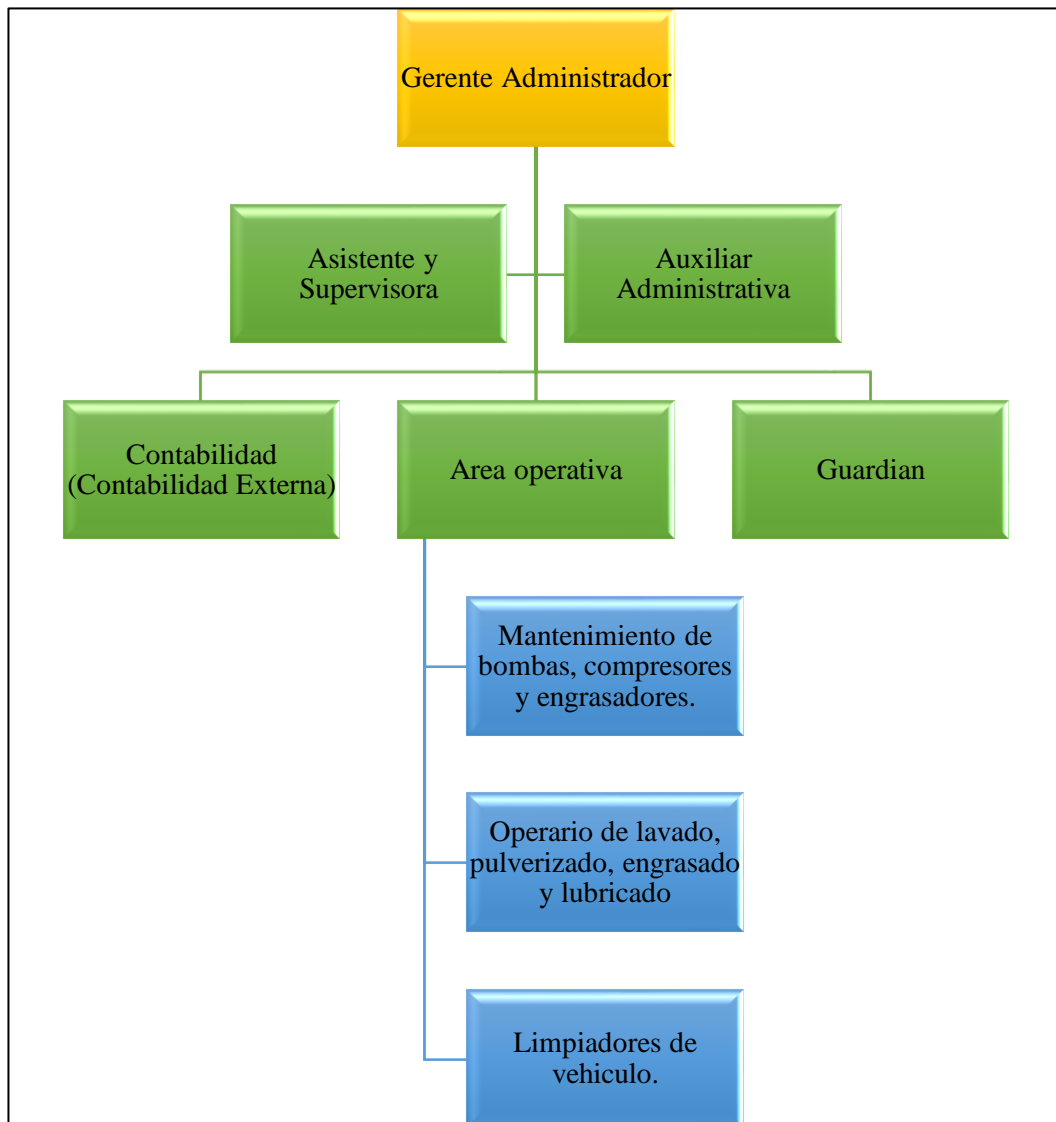 Gerente Administrador
Asistente y
Supervisora
Auxiliar
Administrativa
Contabilidad
(Contabilidad Externa)
Area operativa
Guardian
Mantenimiento de
bombas, compresores
y engrasadores.
Operario de lavado,
pulverizado, engrasado
y lubricado
Limpiadores de
vehiculo.